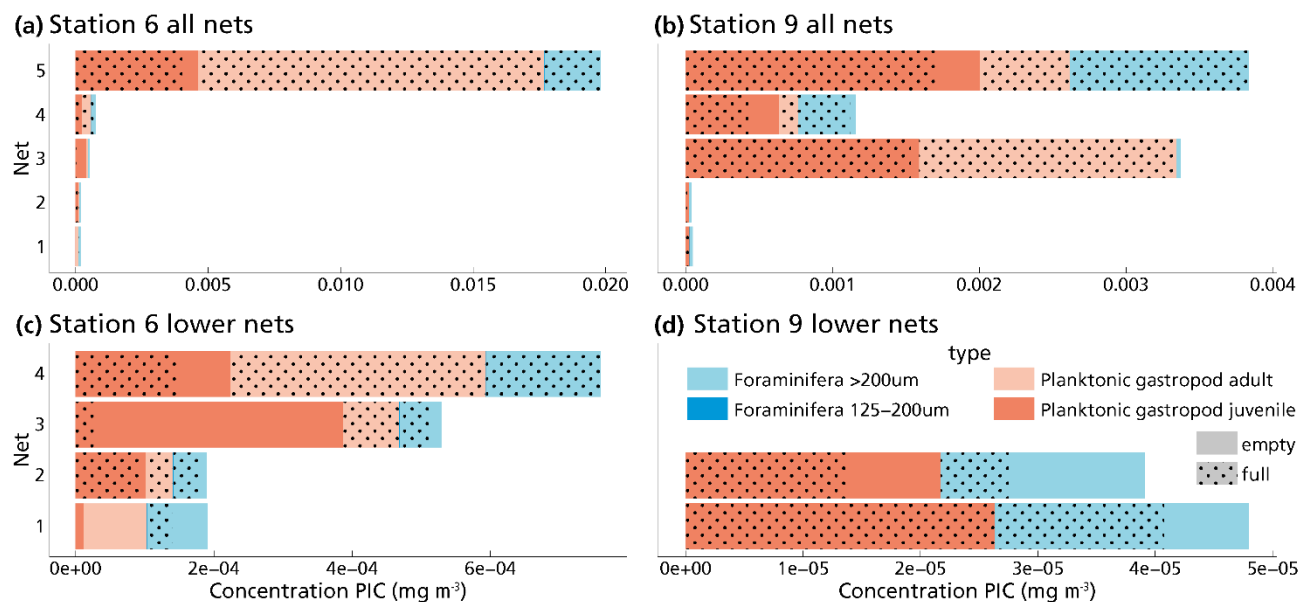 (a) Station 6 all nets
5
4
3
2
1
Net
0.000 0.005 0.010 0.015 0.020
(b) Station 9 all nets
0.000 0.001 0.002 0.003 0.004
(c) Station 6 lower nets
4
3
2
1
Net
0e+00 2e−04 4e−04 6e−04
Concentration PIC (mg m⁻³)
(d) Station 9 lower nets
type
Foraminifera >200um
Planktonic gastropod adult
Foraminifera 125−200um
Planktonic gastropod juvenile
empty
full
0e+00 1e−05 2e−05 3e−05 4e−05 5e−05
Concentration PIC (mg m⁻³)